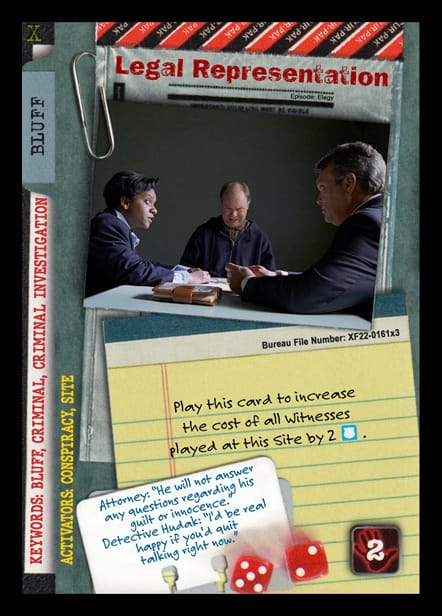 UR-PAK
X
Legal Representation
Episode: Elegy
BLUFF
KEYWORDS: BLUFF, CRIMINAL, CRIMINAL INVESTIGATION
ACTIVATORS: CONSPIRACY, SITE
Bureau File Number: XF22-0161x3
Play this card to increase
the cost of all Witnesses
played at this Site by 2 .
Attorney: "He will not answer
any questions regarding his
guilt or innocence."
Detective Hudak: "I'd be real
happy if you'd quit
talking right now."
2